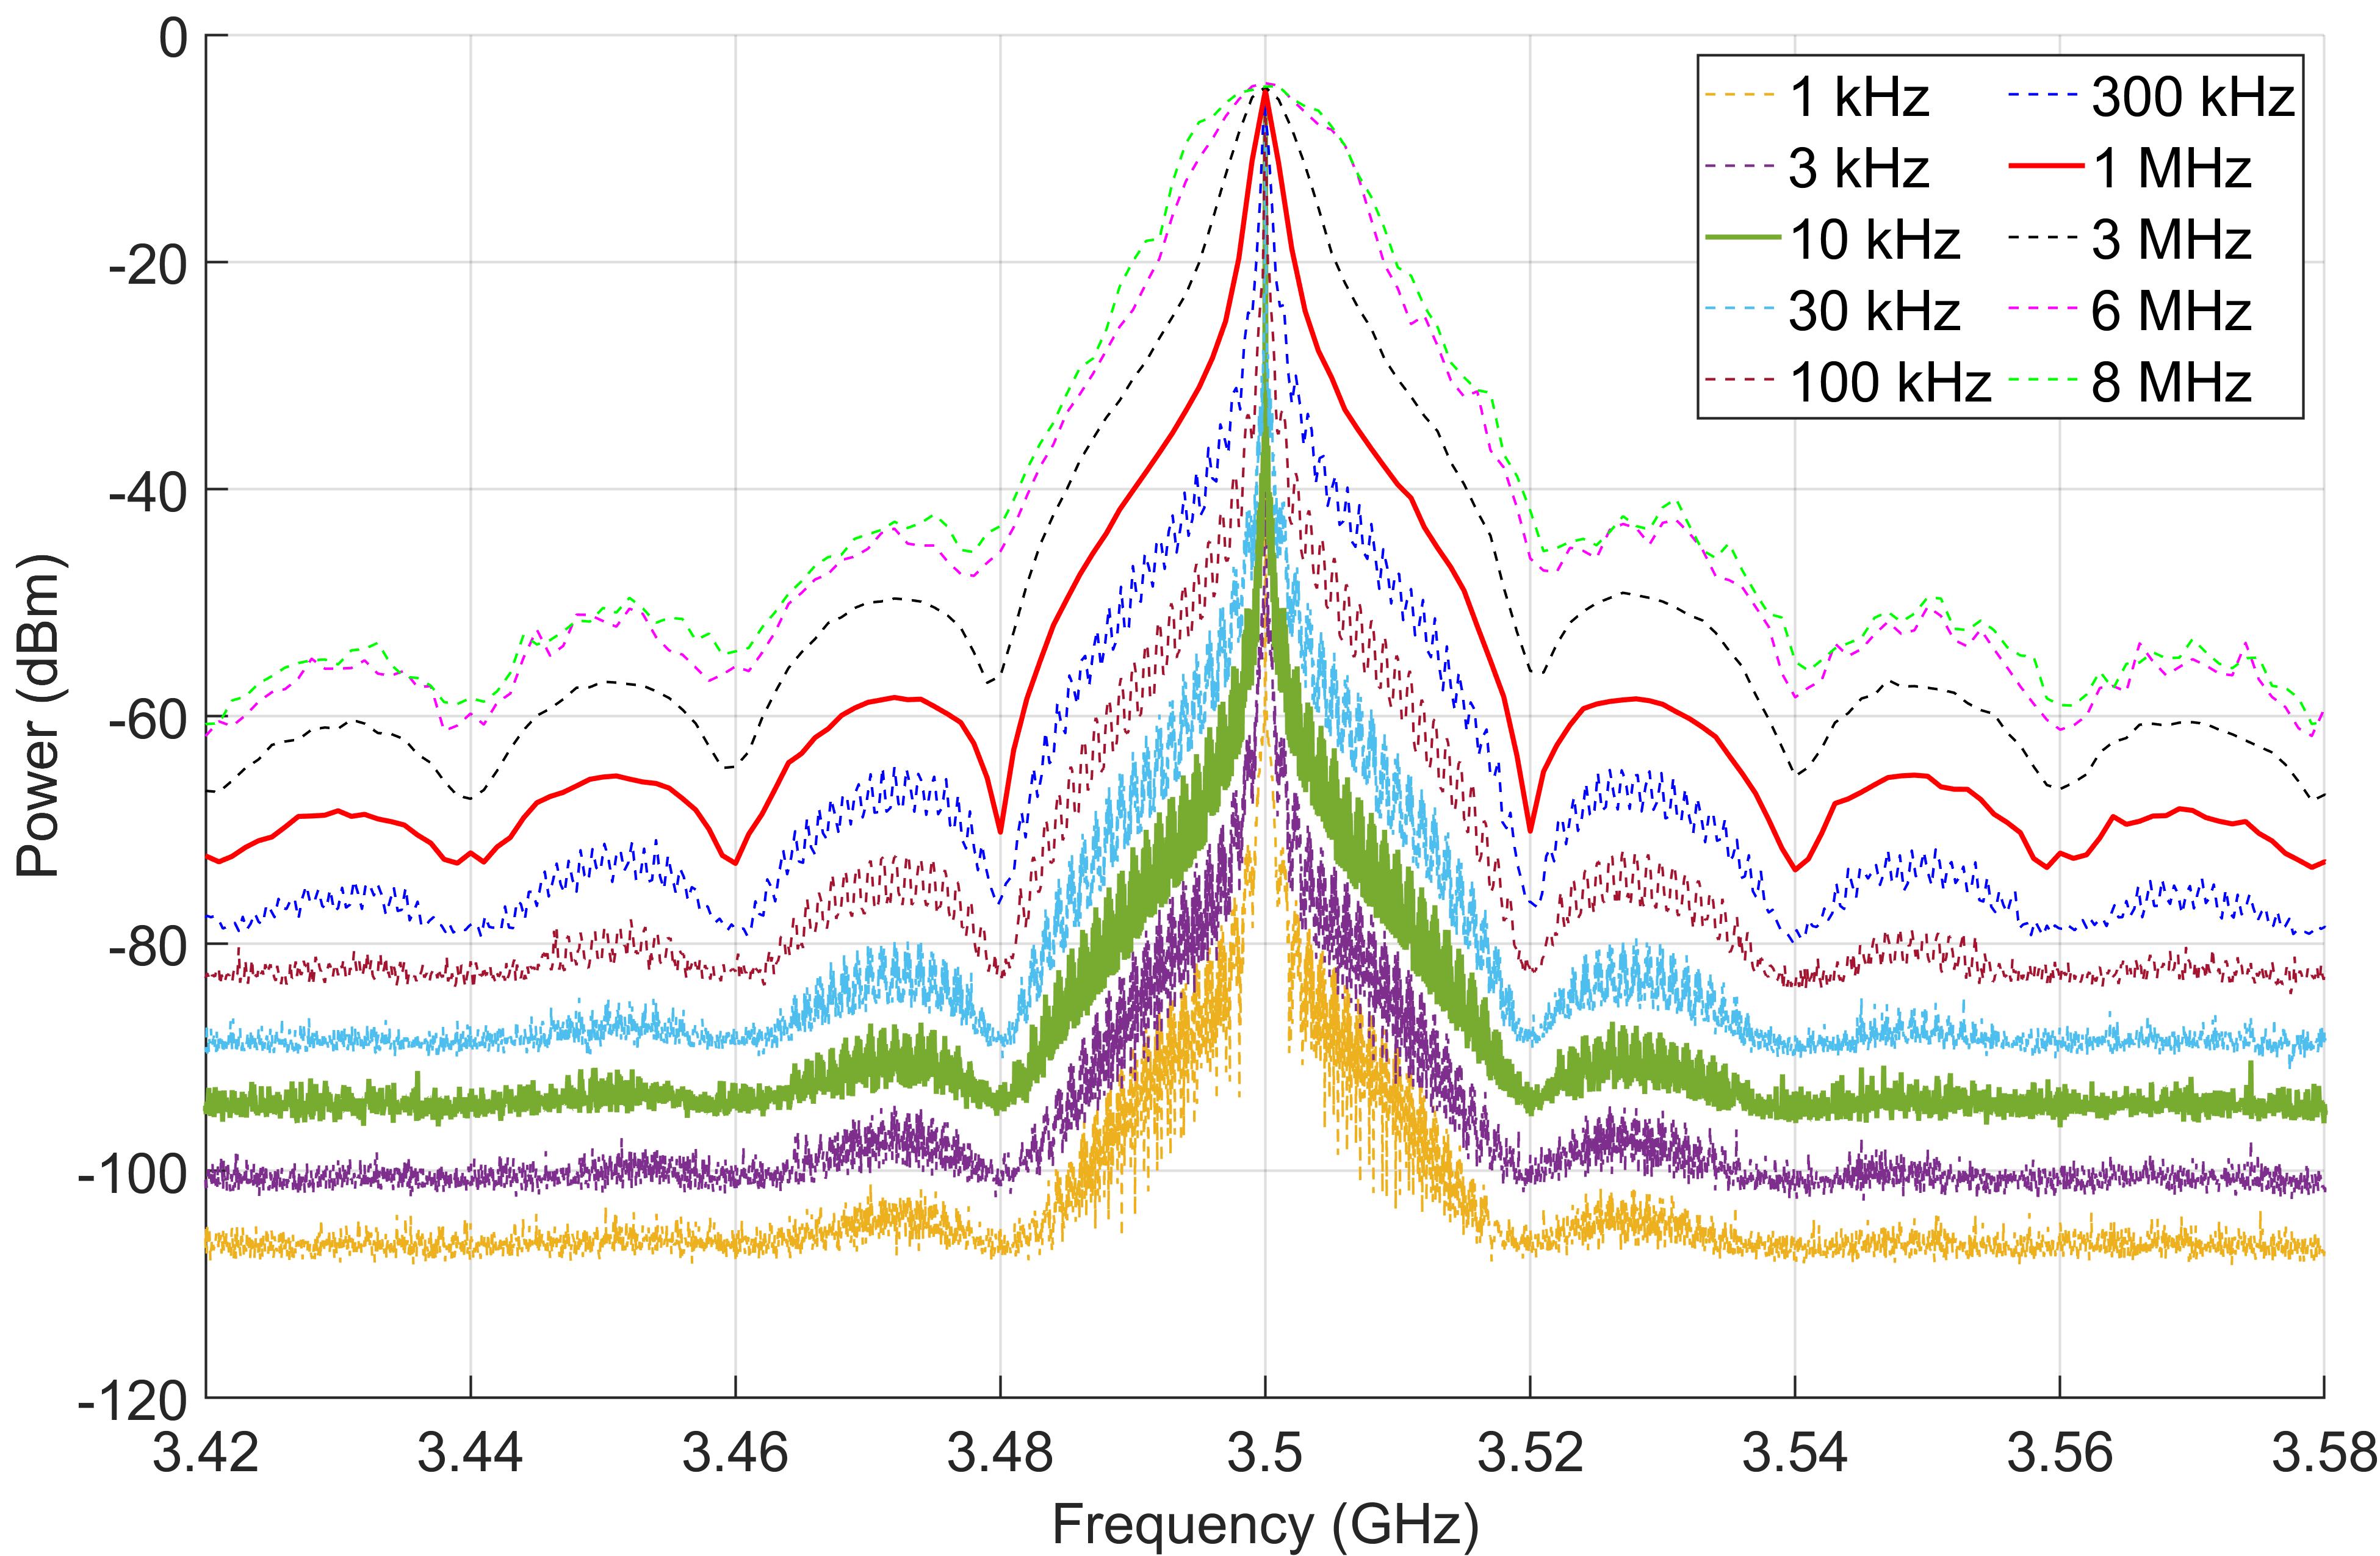 0
-20
-40
-60
-80
-100
-120
Power (dBm)
1 kHz
3 kHz
10 kHz
30 kHz
100 kHz
300 kHz
1 MHz
3 MHz
6 MHz
8 MHz
3.42 3.44 3.46 3.48 3.5 3.52 3.54 3.56 3.58
Frequency (GHz)